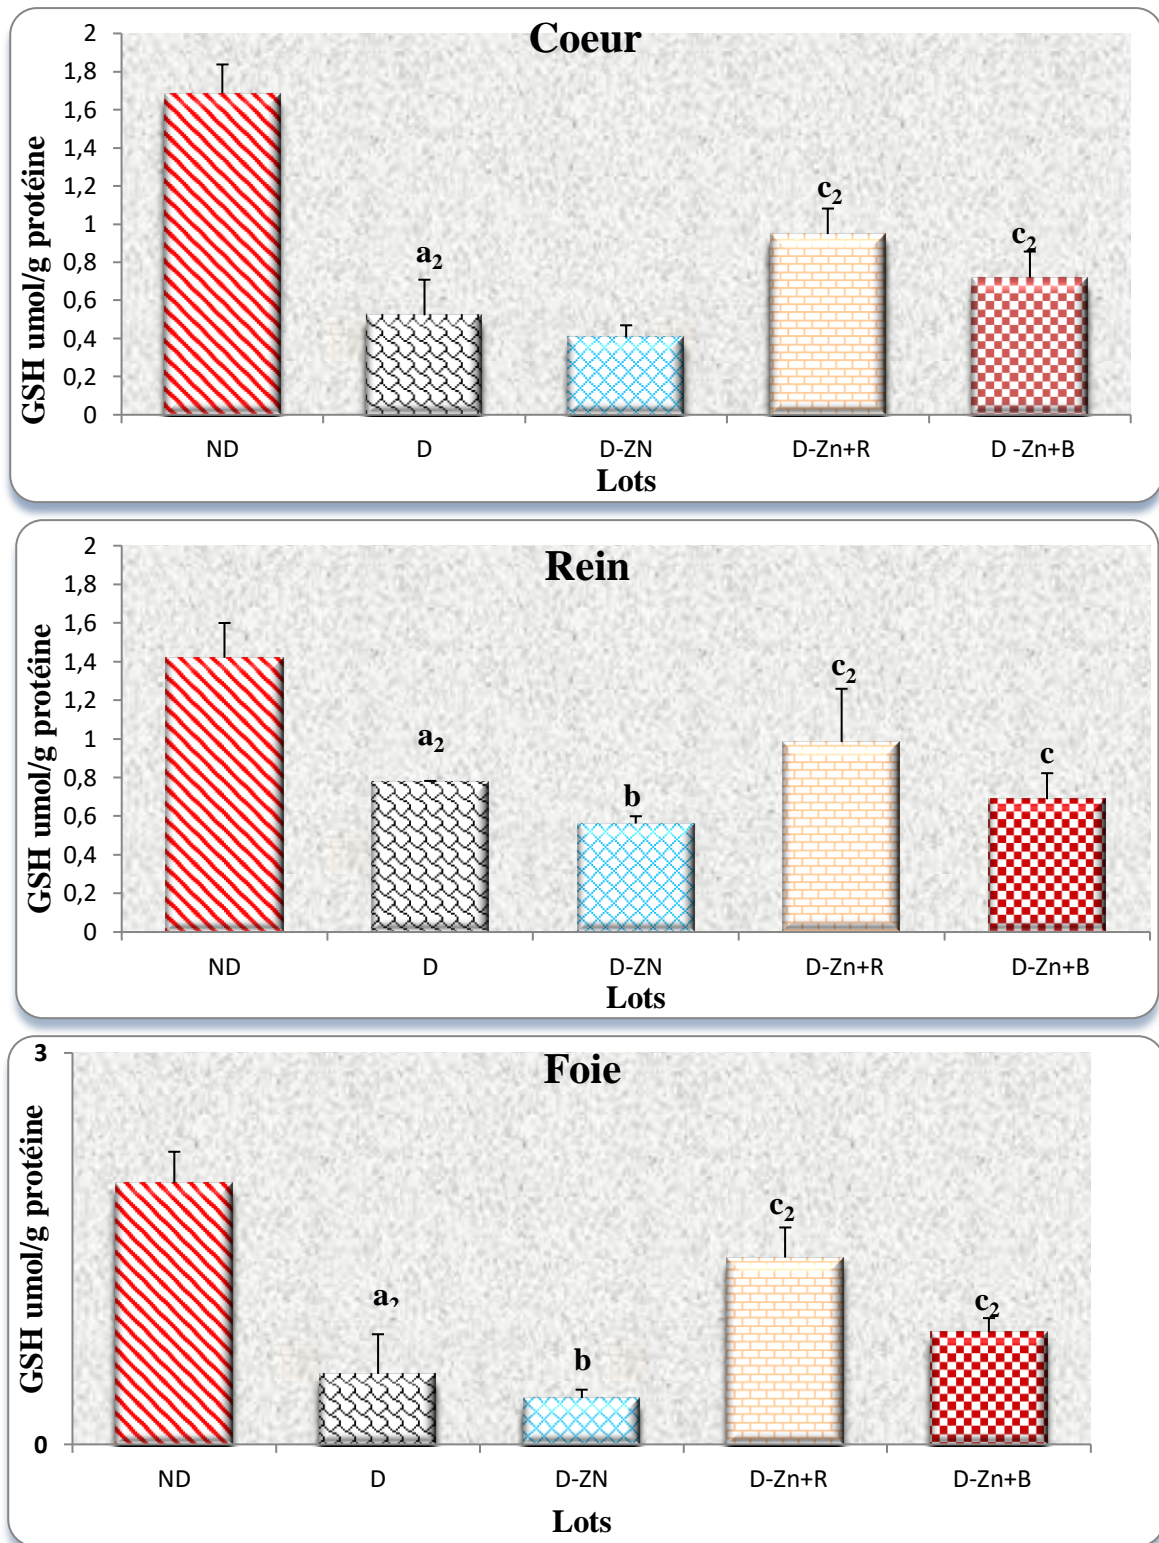 Coeur
GSH umol/g protéine
2
1,8
1,6
1,4
1,2
1
0,8
0,6
0,4
0,2
0
a2
c2
c2
ND D D-ZN D-Zn+R D -Zn+B
Lots
Rein
GSH umol/g protéine
2
1,8
1,6
1,4
1,2
1
0,8
0,6
0,4
0,2
0
a2
b
c2
c
ND D D-ZN D-Zn+R D-Zn+B
Lots
Foie
GSH umol/g protéine
3
0
a2
b
c2
c2
ND D D-ZN D-Zn+R D-Zn+B
Lots